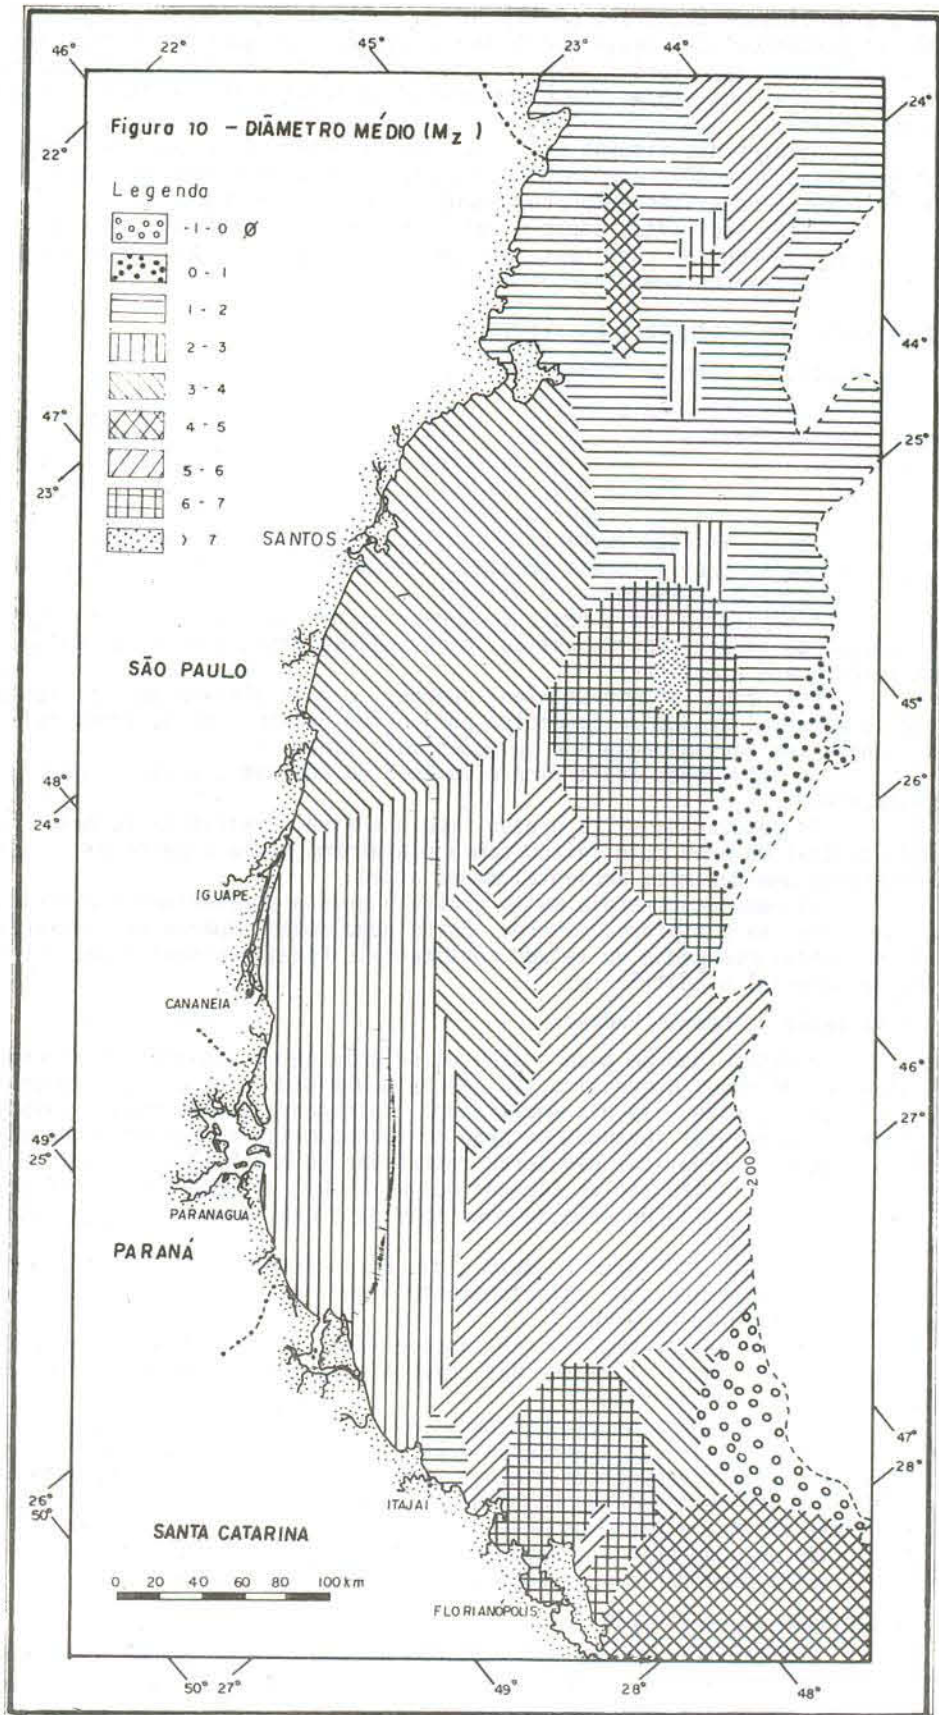 46° 22° 45° 23° 44°
24°
22°
Figura 10 – DIÂMETRO MÉDIO (Mz)
Legenda
-1 - 0 Ø
0 - 1
1 - 2
2 - 3
3 - 4
4 - 5
5 - 6
6 - 7
> 7
44°
47°
25°
23°
SANTOS
SÃO PAULO
45°
48°
26°
24°
IGUAPE
CANANEIA
46°
27°
49°
25°
200
PARANAGUA
PARANÁ
47°
28°
26°
50°
ITAJAÍ
SANTA CATARINA
0 20 40 60 80 100 km
FLORIANÓPOLIS
50° 27° 49° 28° 48°